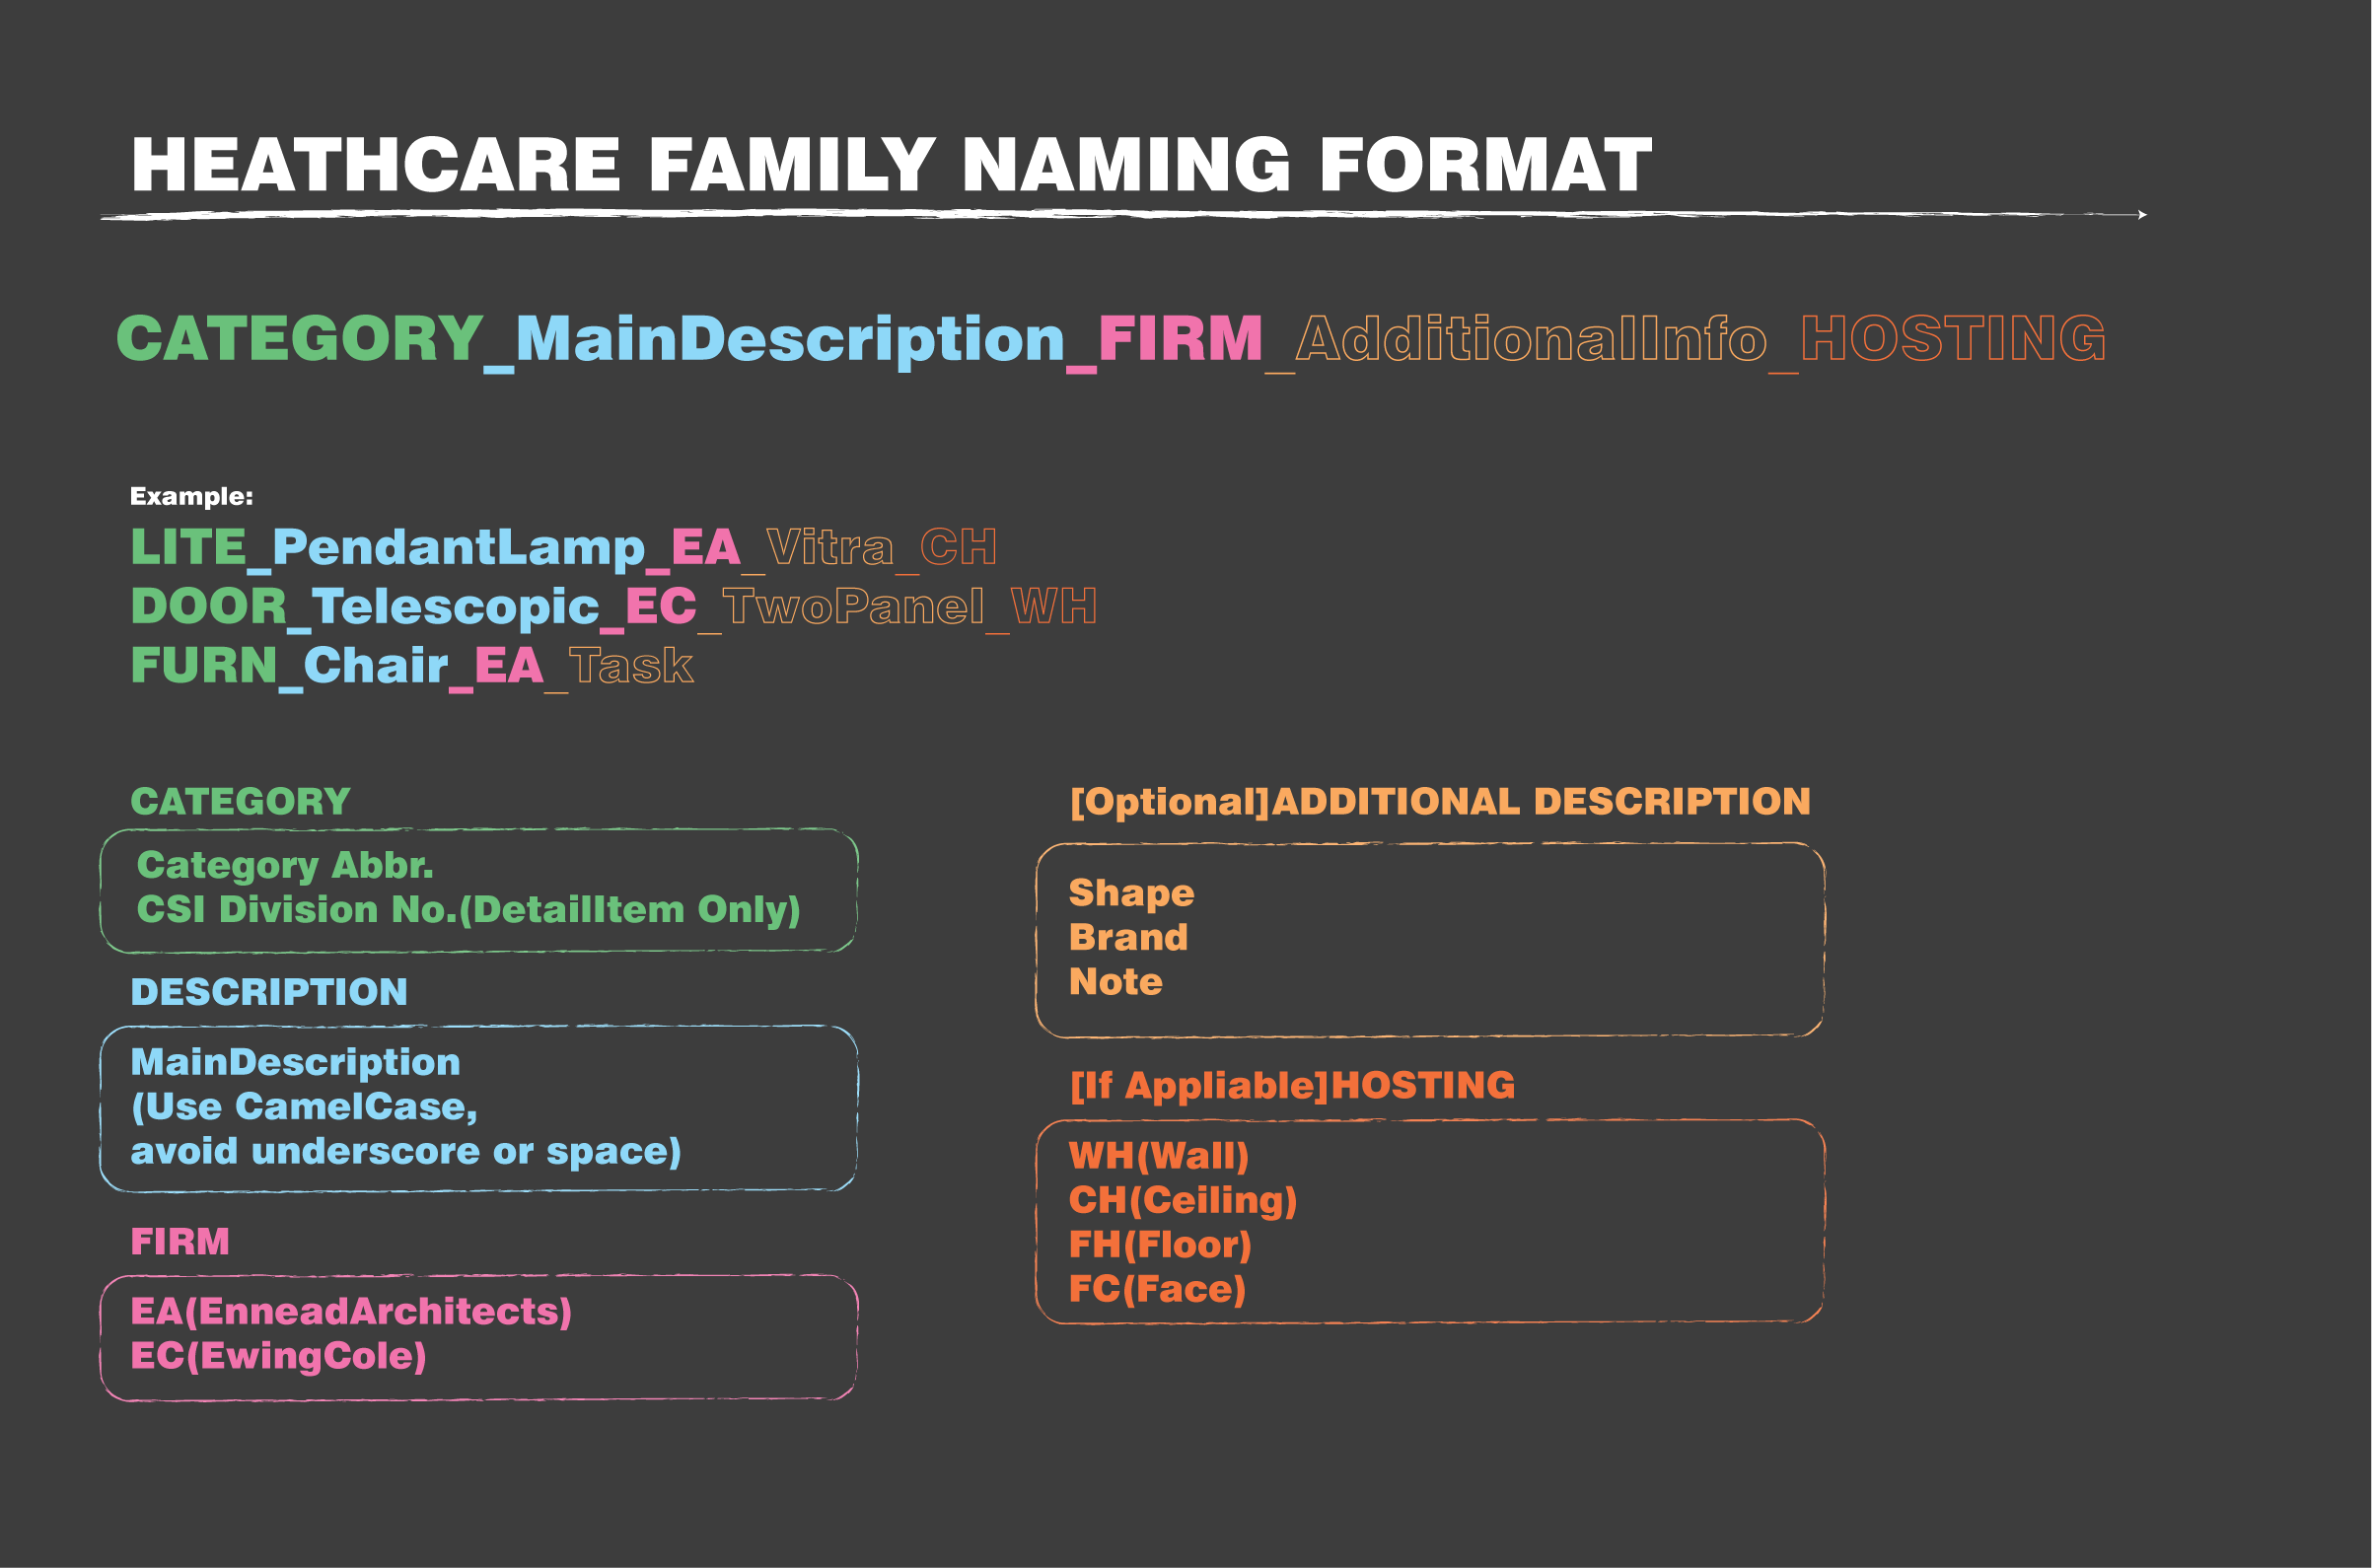 HEATHCARE FAMILY NAMING FORMAT
CATEGORY_MainDescription_FIRM_AdditionalInfo_HOSTING
Example:
LITE_PendantLamp_EA_Vitra_CH
DOOR_Telescopic_EC_TwoPanel_WH
FURN_Chair_EA_Task
CATEGORY
Category Abbr.
CSI Division No.(DetailItem Only)
DESCRIPTION
MainDescription
(Use CamelCase,
avoid underscore or space)
FIRM
EA(EnneadArchitects)
EC(EwingCole)
[Optional]ADDITIONAL DESCRIPTION
Shape
Brand
Note
[If Appliable]HOSTING
WH(Wall)
CH(Ceiling)
FH(Floor)
FC(Face)